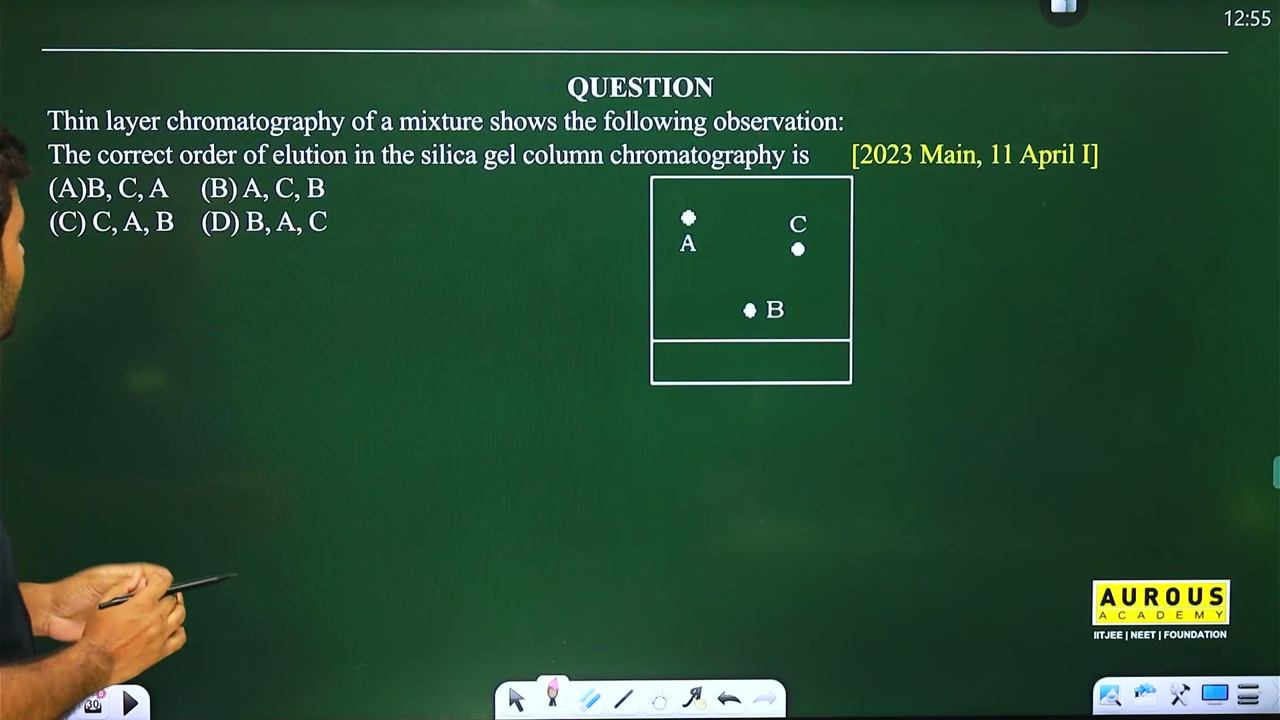 12:55
QUESTION
Thin layer chromatography of a mixture shows the following observation:
The correct order of elution in the silica gel column chromatography is [2023 Main, 11 April I]
(A)B, C, A (B) A, C, B
(C) C, A, B (D) B, A, C
A
C
B
AUROUS
ACADEMY
IITJEE | NEET | FOUNDATION
30